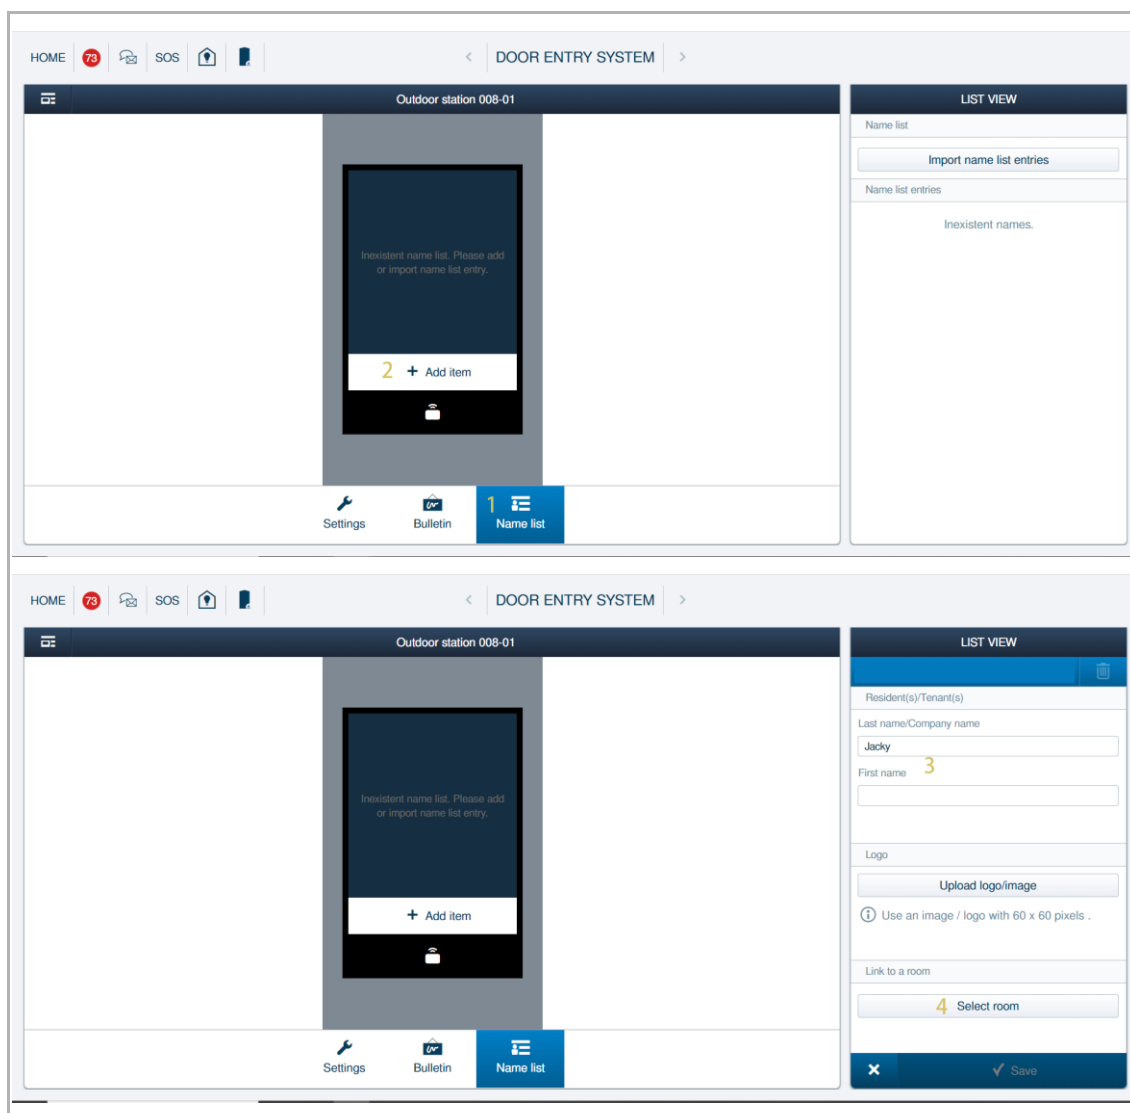 HOME 73 SOS DOOR ENTRY SYSTEM
Outdoor station 008-01
LIST VIEW
Name list
Import name list entries
Name list entries
Inexistent names.
Inexistent name list. Please add
or import name list entry.
2 + Add item
Settings
Bulletin
1 Name list
HOME 73 SOS DOOR ENTRY SYSTEM
Outdoor station 008-01
LIST VIEW
Resident(s)/Tenant(s)
Last name/Company name
Jacky
First name 3
Logo
Upload logo/image
Use an image / logo with 60 x 60 pixels .
Link to a room
4 Select room
Save
Inexistent name list. Please add
or import name list entry.
+ Add item
Settings
Bulletin
Name list